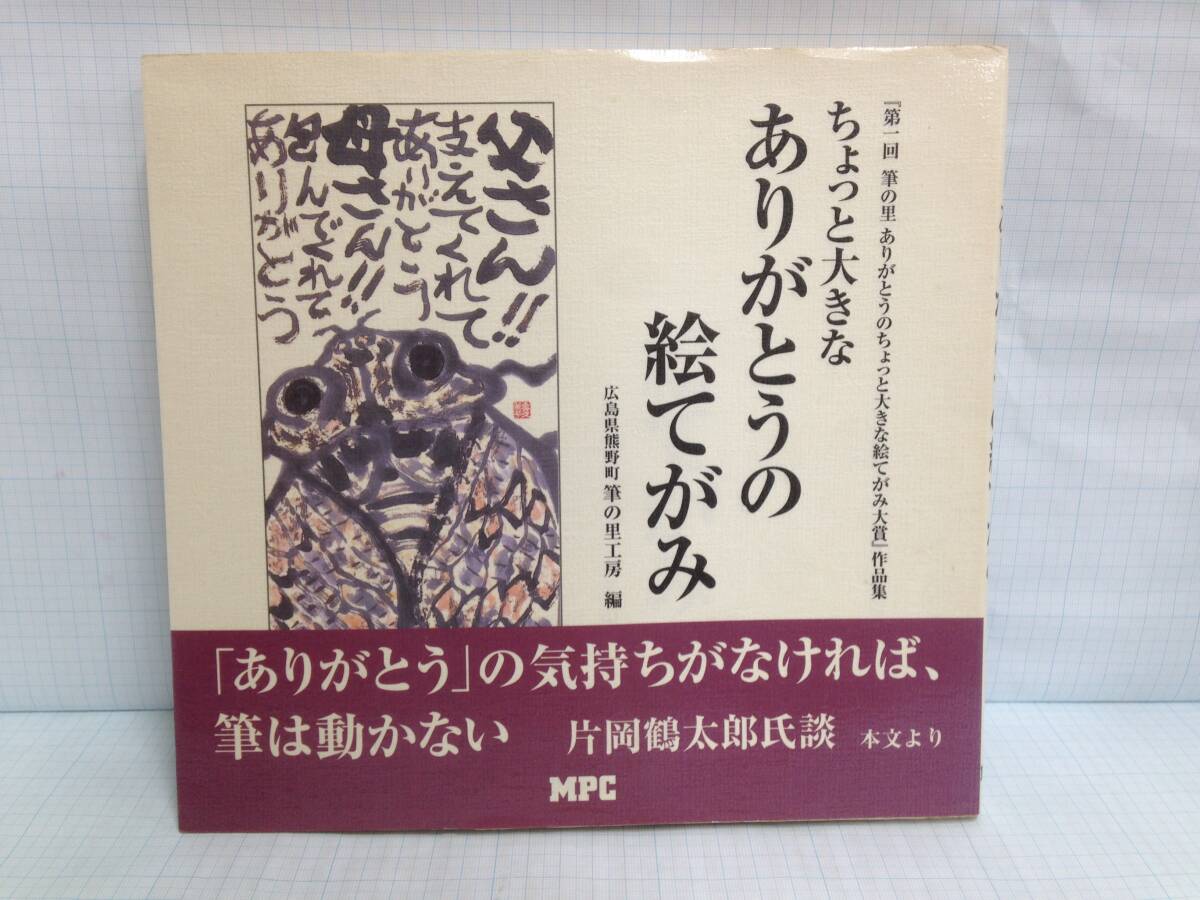 『第一回 筆の里 ありがとうのちょっと大きな絵てがみ大賞』作品集
ちょっと大きな
ありがとうの
絵てがみ
広島県熊野町 筆の里工房 編
父さん!!
支えてくれて
ありがとう
母さん!!
包んでくれて
ありがとう
「ありがとう」の気持ちがなければ、
筆は動かない 片岡鶴太郎氏談 本文より
MPC